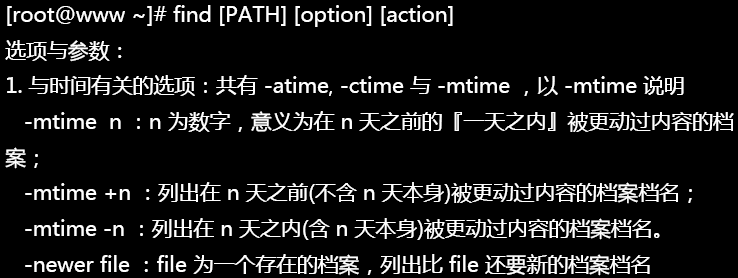 [root@www ~]# find [PATH] [option] [action]
选项与参数：
1. 与时间有关的选项：共有 -atime, -ctime 与 -mtime ，以 -mtime 说明
-mtime n ：n 为数字，意义为在 n 天之前的『一天之内』被更动过内容的档
案；
-mtime +n ：列出在 n 天之前(不含 n 天本身)被更动过内容的档案档名；
-mtime -n ：列出在 n 天之内(含 n 天本身)被更动过内容的档案档名。
-newer file ：file 为一个存在的档案，列出比 file 还要新的档案档名